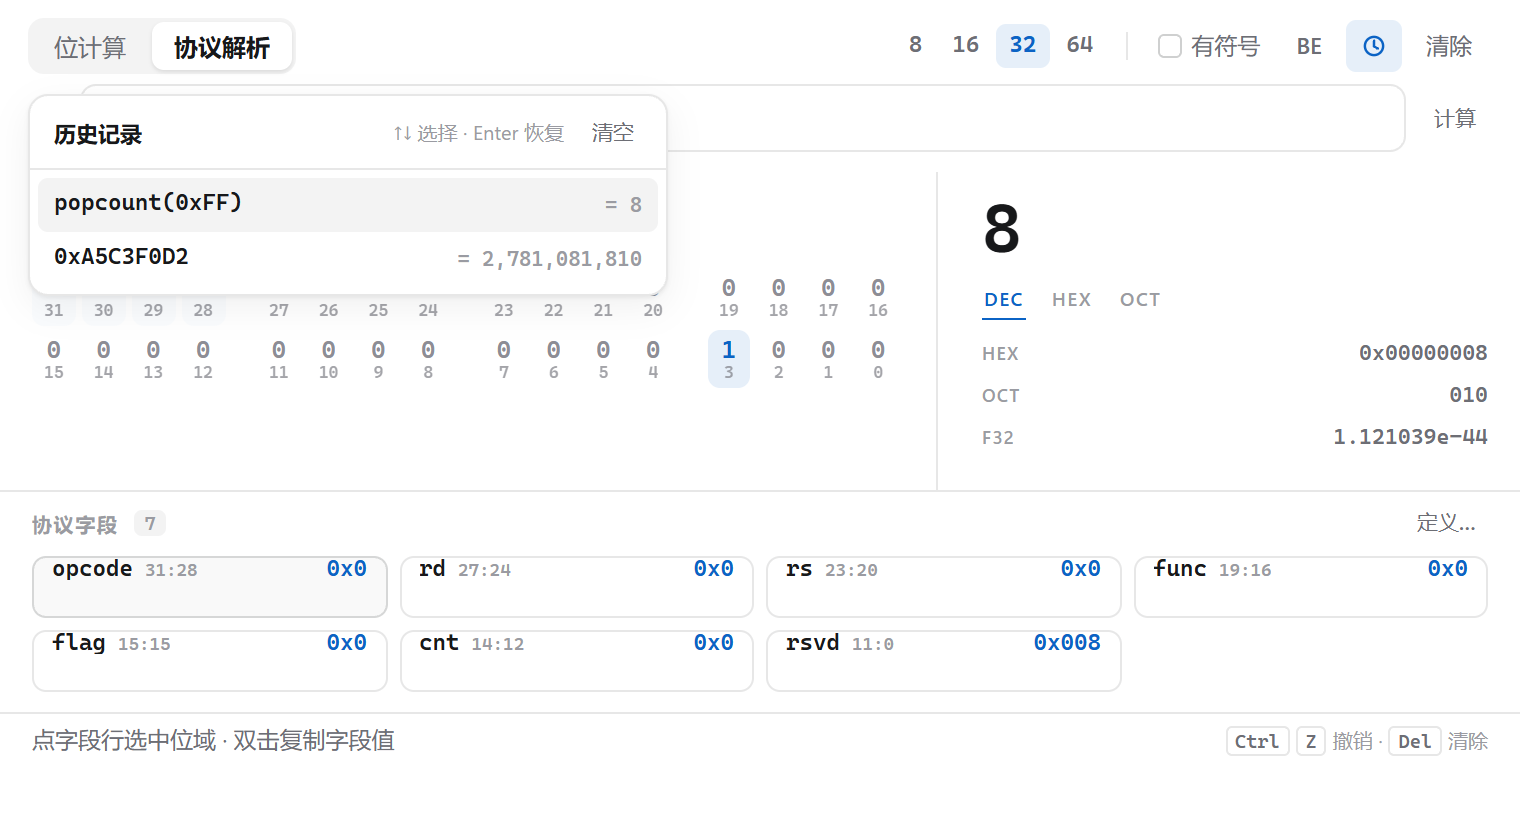 位计算 协议解析 8 16 32 64 有符号 BE 清除
计算
历史记录 ↑↓ 选择 · Enter 恢复 清空
popcount(0xFF) = 8
0xA5C3F0D2 = 2,781,081,810
8
0 0 0 0
31 30 29 28 27 26 25 24 23 22 21 20 19 18 17 16
0 0 0 0 0 0 0 0 0 0 0 0 1 0 0 0
15 14 13 12 11 10 9 8 7 6 5 4 3 2 1 0
DEC HEX OCT
HEX 0x00000008
OCT 010
F32 1.121039e-44
协议字段 7 定义...
opcode 31:28 0x0 rd 27:24 0x0 rs 23:20 0x0 func 19:16 0x0
flag 15:15 0x0 cnt 14:12 0x0 rsvd 11:0 0x008
点字段行选中位域 · 双击复制字段值 Ctrl Z 撤销 · Del 清除